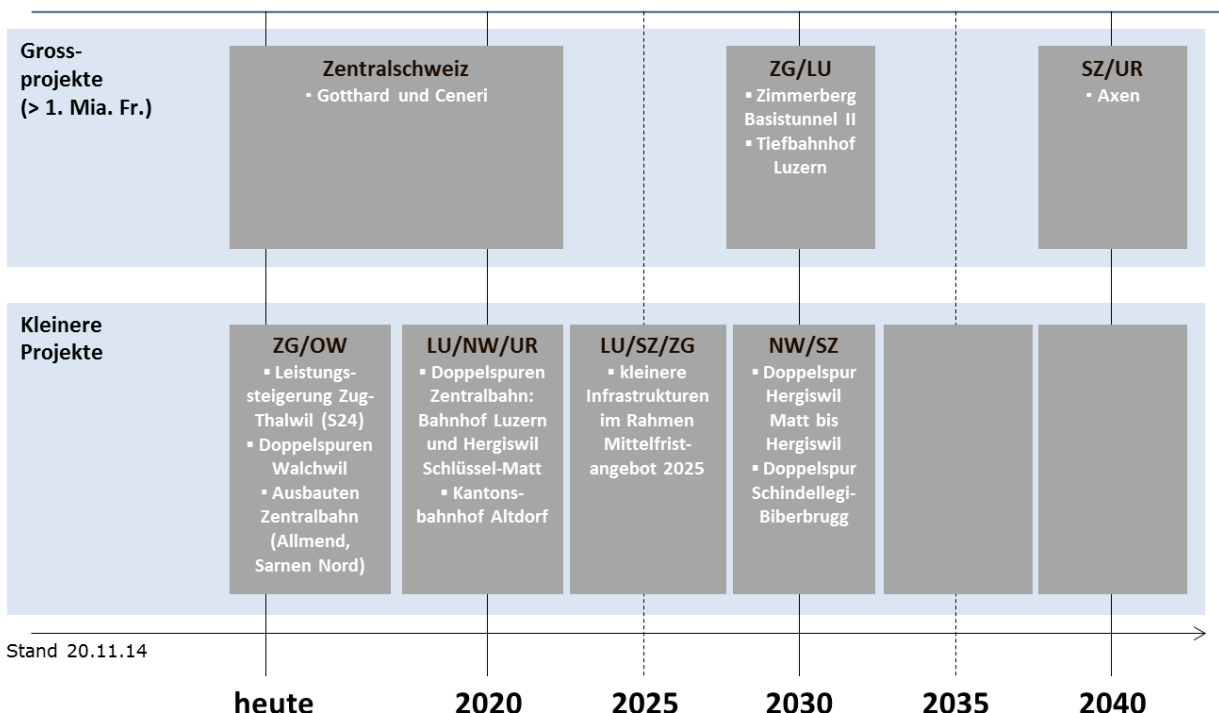 Gross-
projekte
(> 1. Mia. Fr.)
Zentralschweiz
▪ Gotthard und Ceneri
ZG/LU
▪ Zimmerberg
Basistunnel II
▪ Tiefbahnhof
Luzern
SZ/UR
▪ Axen
Kleinere
Projekte
ZG/OW
▪ Leistungs-
steigerung Zug-
Thalwil (S24)
▪ Doppelspuren
Walchwil
▪ Ausbauten
Zentralbahn
(Allmend,
Sarnen Nord)
LU/NW/UR
▪ Doppelspuren
Zentralbahn:
Bahnhof Luzern
und Hergiswil
Schlüssel-Matt
▪ Kantons-
bahnhof Altdorf
LU/SZ/ZG
▪ kleinere
Infrastrukturen
im Rahmen
Mittelfrist-
angebot 2025
NW/SZ
▪ Doppelspur
Hergiswil
Matt bis
Hergiswil
▪ Doppelspur
Schindellegi-
Biberbrugg
Stand 20.11.14
heute 2020 2025 2030 2035 2040